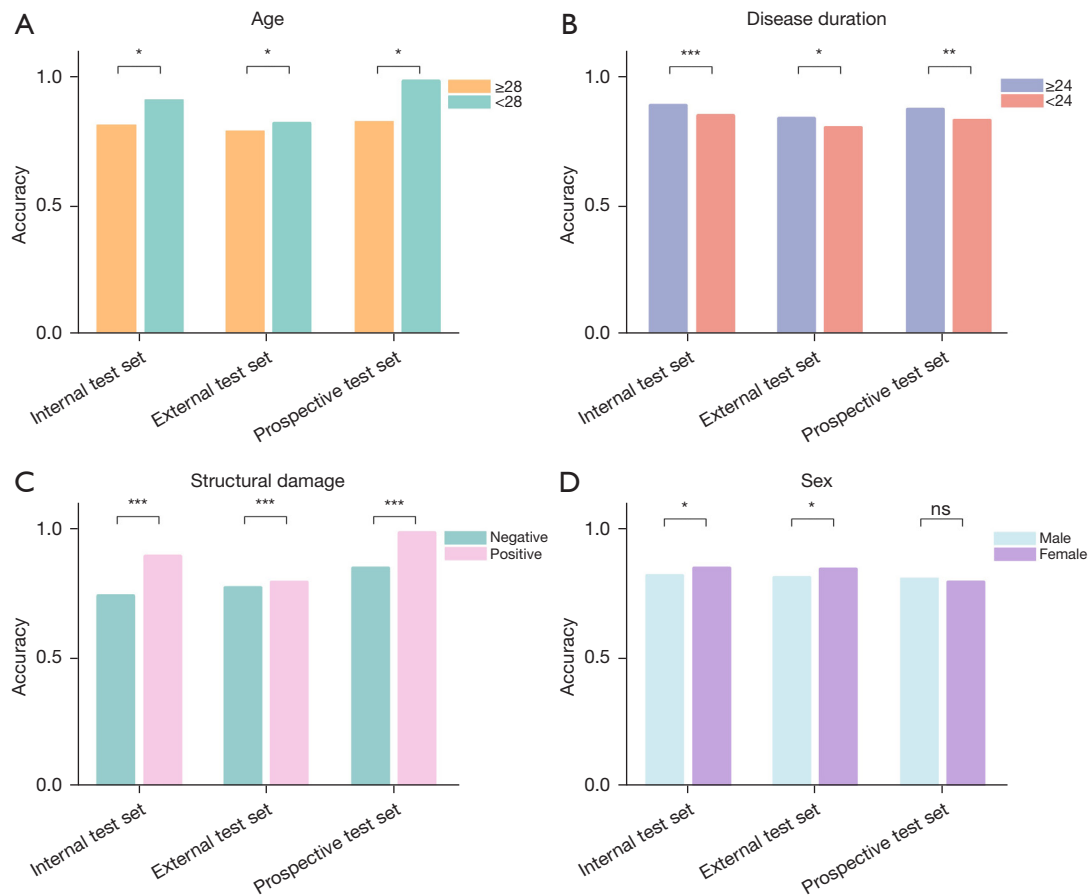 A
Age
* * *
1.0
0.5
0.0
Accuracy
≥28
<28
Internal test set
External test set
Prospective test set
B
Disease duration
*** * **
1.0
0.5
0.0
Accuracy
≥24
<24
Internal test set
External test set
Prospective test set
C
Structural damage
*** *** ***
1.0
0.5
0.0
Accuracy
Negative
Positive
Internal test set
External test set
Prospective test set
D
Sex
* * ns
1.0
0.5
0.0
Accuracy
Male
Female
Internal test set
External test set
Prospective test set